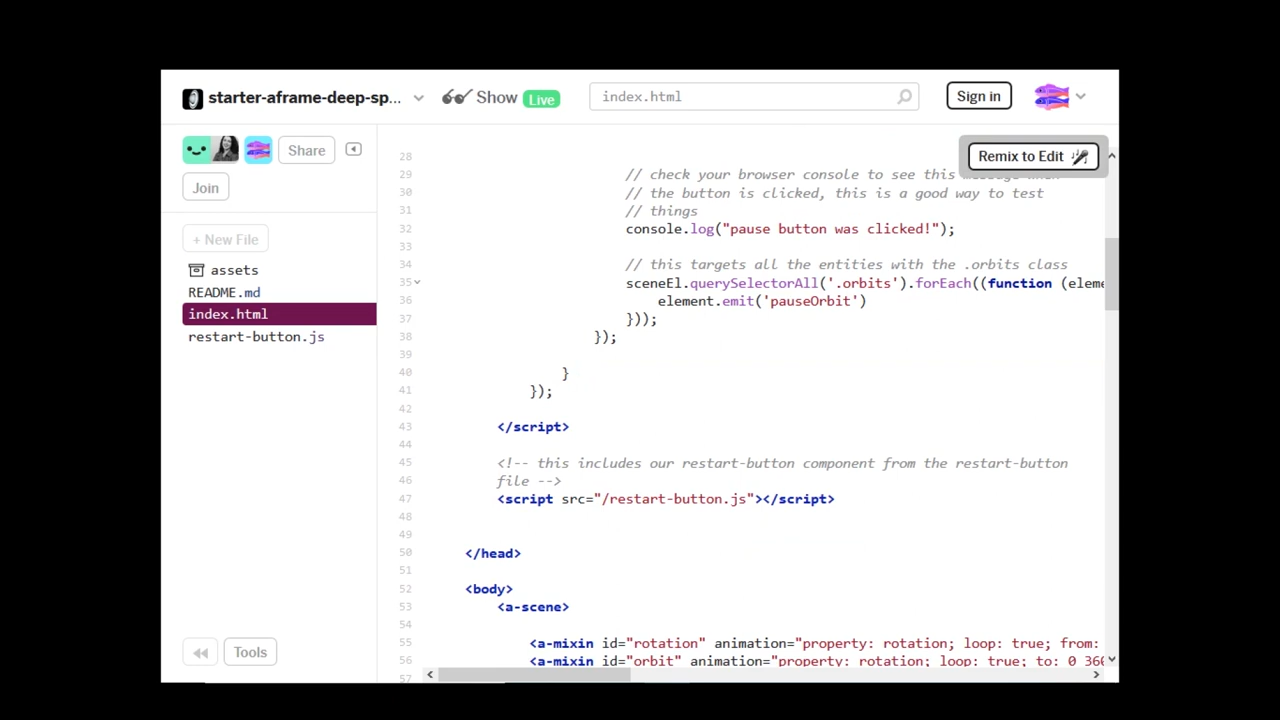 starter-aframe-deep-sp... Show Live index.html Sign in
Share
Join
+ New File
assets
README.md
index.html
restart-button.js
Tools
Remix to Edit
28
29 // check your browser console to see this
30 // the button is clicked, this is a good way to test
31 // things
32 console.log("pause button was clicked!");
33
34 // this targets all the entities with the .orbits class
35 sceneEl.querySelectorAll('.orbits').forEach((function (eleme
36 element.emit('pauseOrbit')
37 }));
38 });
39
40 }
41 });
42
43 </script>
44
45 <!-- this includes our restart-button component from the restart-button
46 file -->
47 <script src="/restart-button.js"></script>
48
49
50 </head>
51
52 <body>
53 <a-scene>
54
55 <a-mixin id="rotation" animation="property: rotation; loop: true; from:
56 <a-mixin id="orbit" animation="property: rotation; loop: true; to: 0 360
57